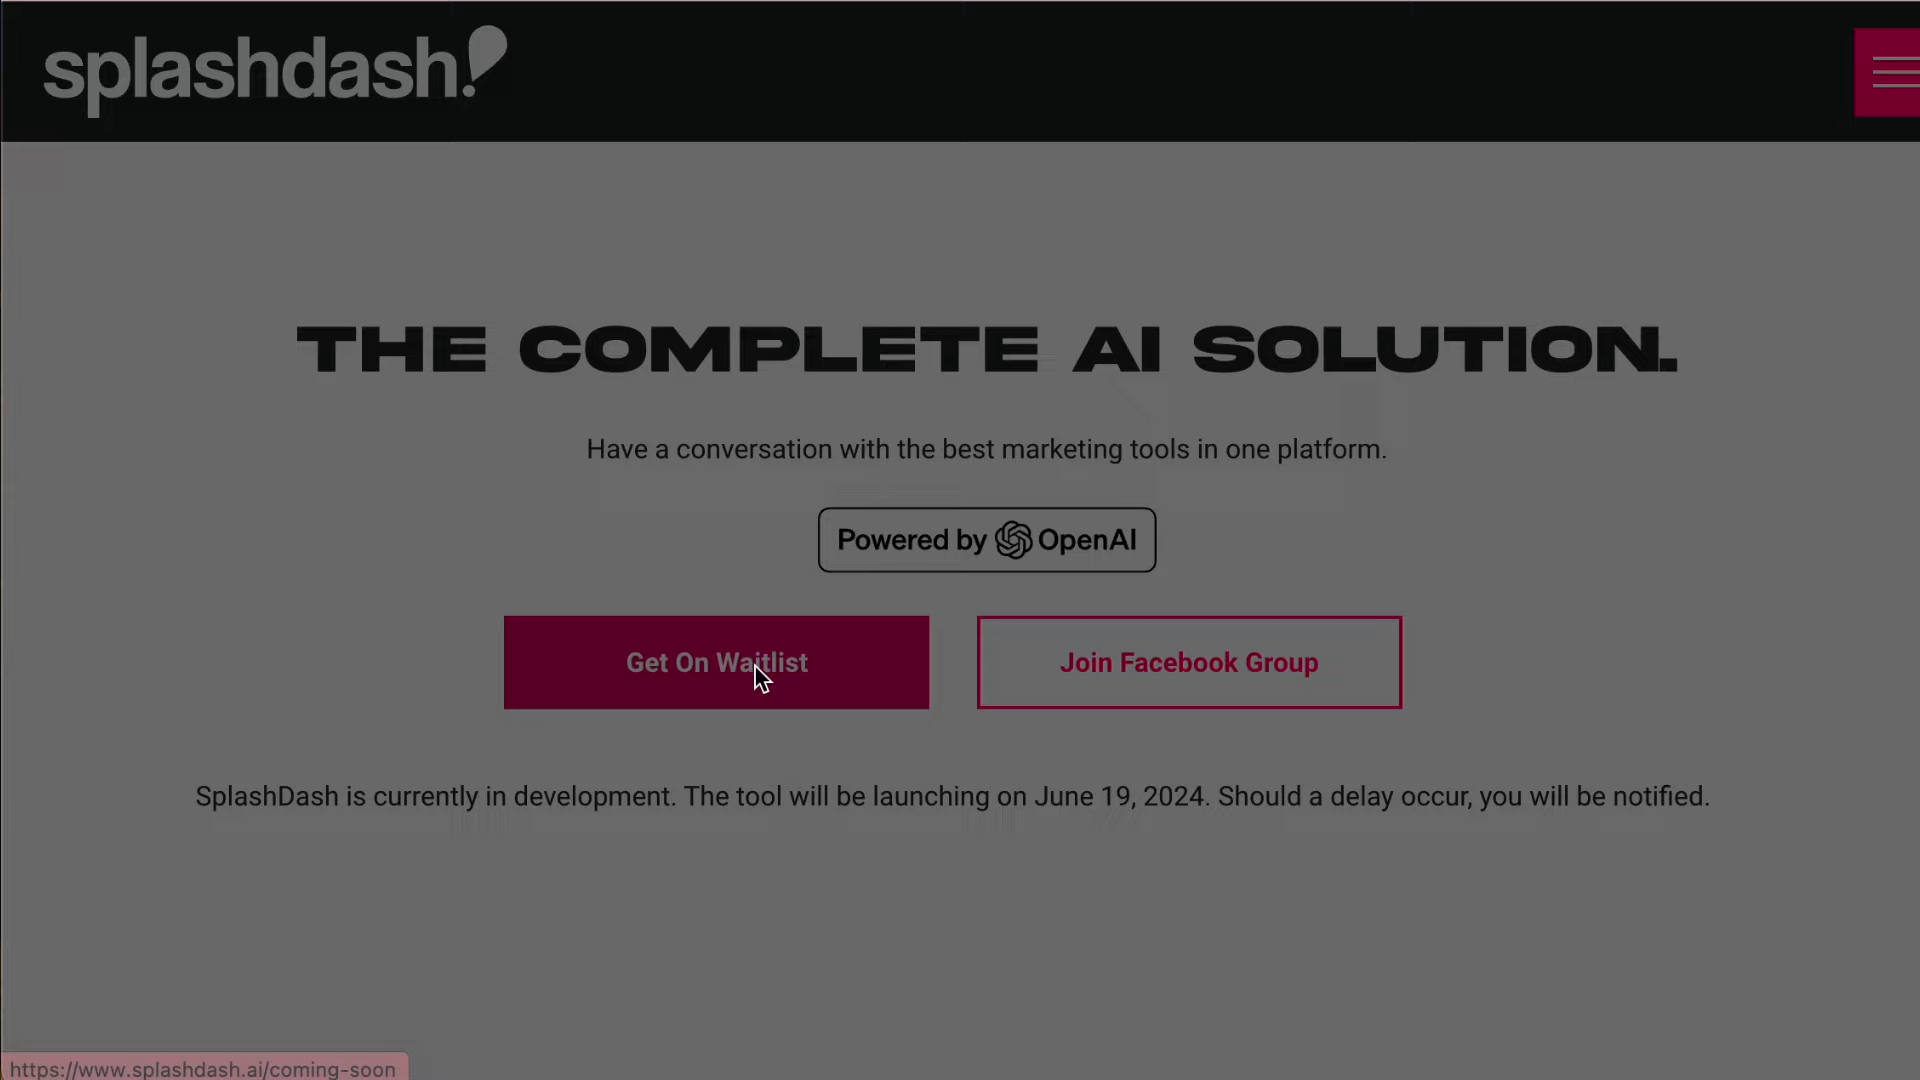 splashdash!
THE COMPLETE AI SOLUTION.
Have a conversation with the best marketing tools in one platform.
Powered by OpenAI
Get On Waitlist
Join Facebook Group
SplashDash is currently in development. The tool will be launching on June 19, 2024. Should a delay occur, you will be notified.
https://www.splashdash.ai/coming-soon